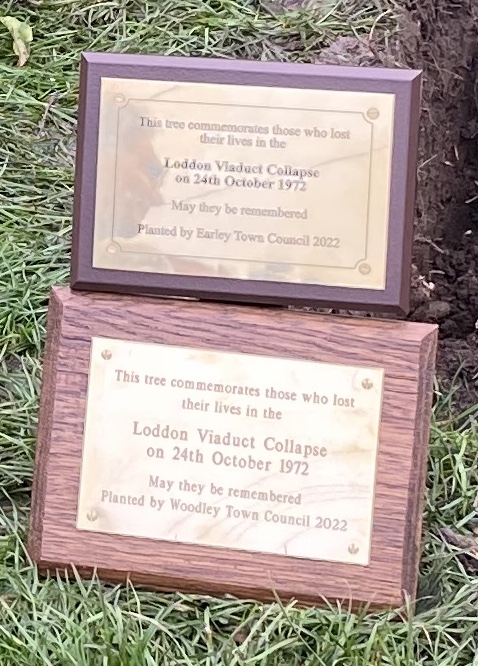 This tree commemorates those who lost
their lives in the
Loddon Viaduct Collapse
on 24th October 1972
May they be remembered
Planted by Earley Town Council 2022
This tree commemorates those who lost
their lives in the
Loddon Viaduct Collapse
on 24th October 1972
May they be remembered
Planted by Woodley Town Council 2022